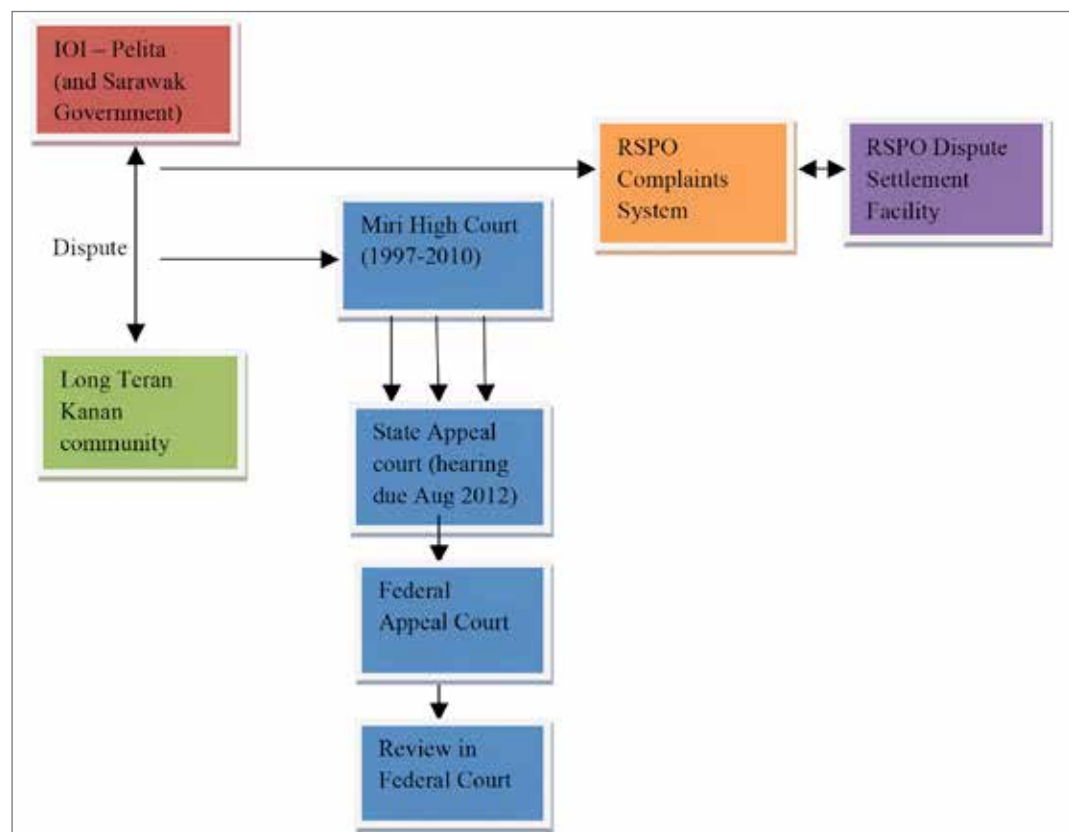 IOI – Pelita
(and Sarawak
Government)
RSPO
Complaints
System
RSPO Dispute
Settlement
Facility
Miri High Court
(1997-2010)
Dispute
Long Teran
Kanan
community
State Appeal
court (hearing
due Aug 2012)
Federal
Appeal Court
Review in
Federal Court